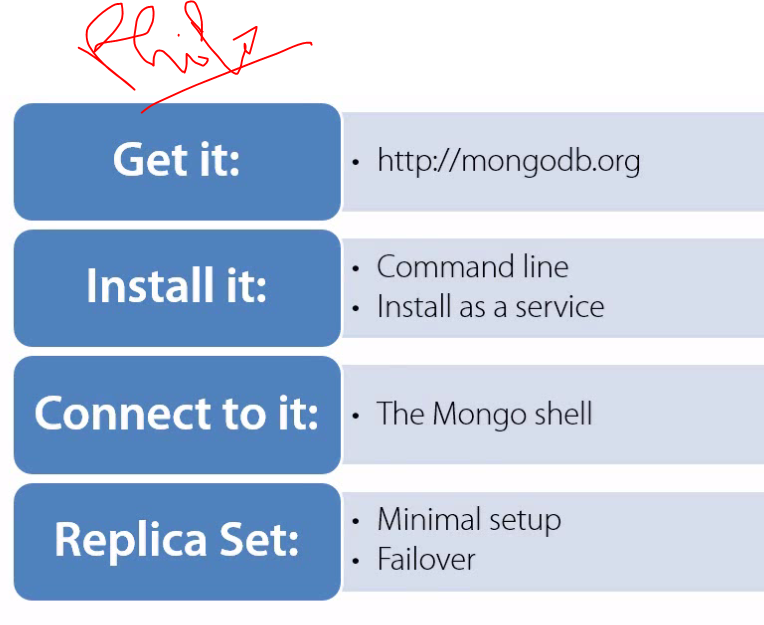 Get it:
• http://mongodb.org
Install it:
• Command line
• Install as a service
Connect to it:
• The Mongo shell
Replica Set:
• Minimal setup
• Failover